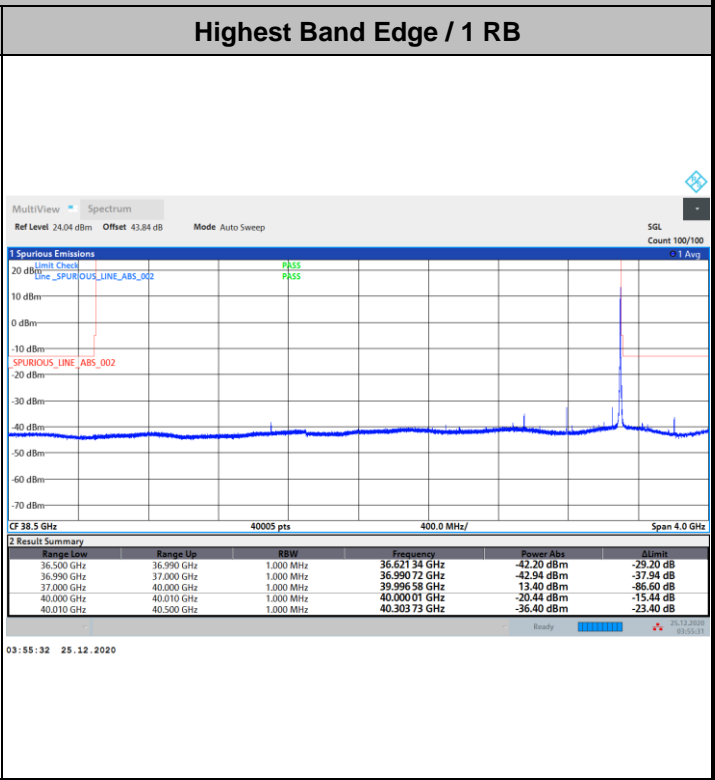 Highest Band Edge / 1 RB
MultiView Spectrum
Ref Level 24.04 dBm Offset 43.84 dB Mode Auto Sweep SGL
Count 100/100
1 Spurious Emissions 1 Avg
Limit Check PASS
20 dBm
Line _SPURIOUS_LINE_ABS_002 PASS
10 dBm
0 dBm
-10 dBm
_SPURIOUS_LINE_ABS_002
-20 dBm
-30 dBm
-40 dBm
-50 dBm
-60 dBm
-70 dBm
CF 38.5 GHz 40005 pts 400.0 MHz/ Span 4.0 GHz
2 Result Summary
Range Low Range Up RBW Frequency Power Abs ΔLimit
36.500 GHz 36.990 GHz 1.000 MHz 36.621 34 GHz -42.20 dBm -29.20 dB
36.990 GHz 37.000 GHz 1.000 MHz 36.990 72 GHz -42.94 dBm -37.94 dB
37.000 GHz 40.000 GHz 1.000 MHz 39.996 58 GHz 13.40 dBm -86.60 dB
40.000 GHz 40.010 GHz 1.000 MHz 40.000 01 GHz -20.44 dBm -15.44 dB
40.010 GHz 40.500 GHz 1.000 MHz 40.303 73 GHz -36.40 dBm -23.40 dB
Ready 25.12.2020
03:55:31
03:55:32 25.12.2020